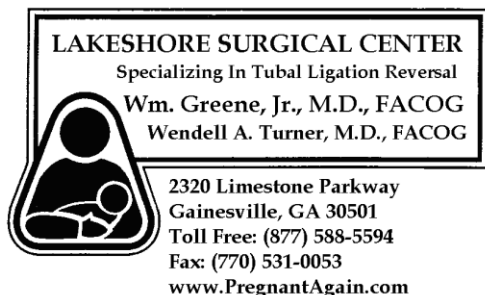 LAKESHORE SURGICAL CENTER
Specializing In Tubal Ligation Reversal
Wm. Greene, Jr., M.D., FACOG
Wendell A. Turner, M.D., FACOG
2320 Limestone Parkway
Gainesville, GA 30501
Toll Free: (877) 588-5594
Fax: (770) 531-0053
www.PregnantAgain.com